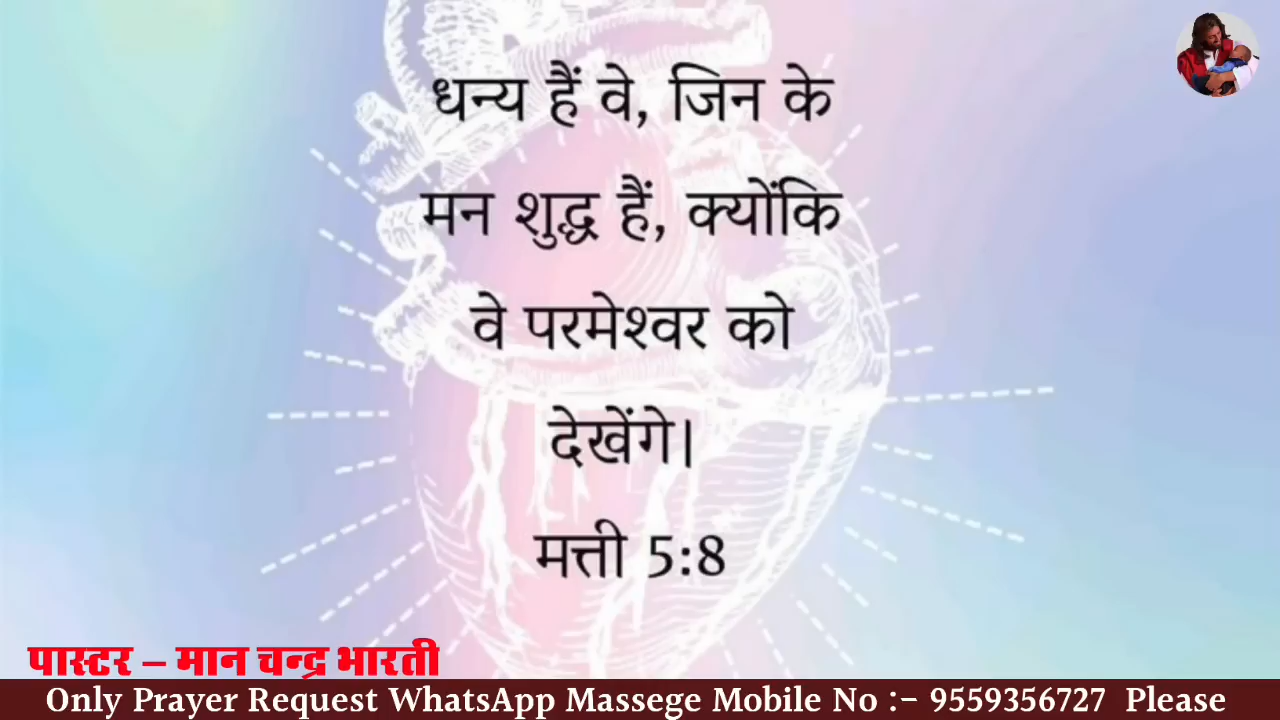 धन्य हैं वे, जिन के
मन शुद्ध हैं, क्योंकि
वे परमेश्वर को
देखेंगे।
मत्ती 5:8
पास्टर – मान चन्द्र भारती
Only Prayer Request WhatsApp Massege Mobile No :- 9559356727 Please